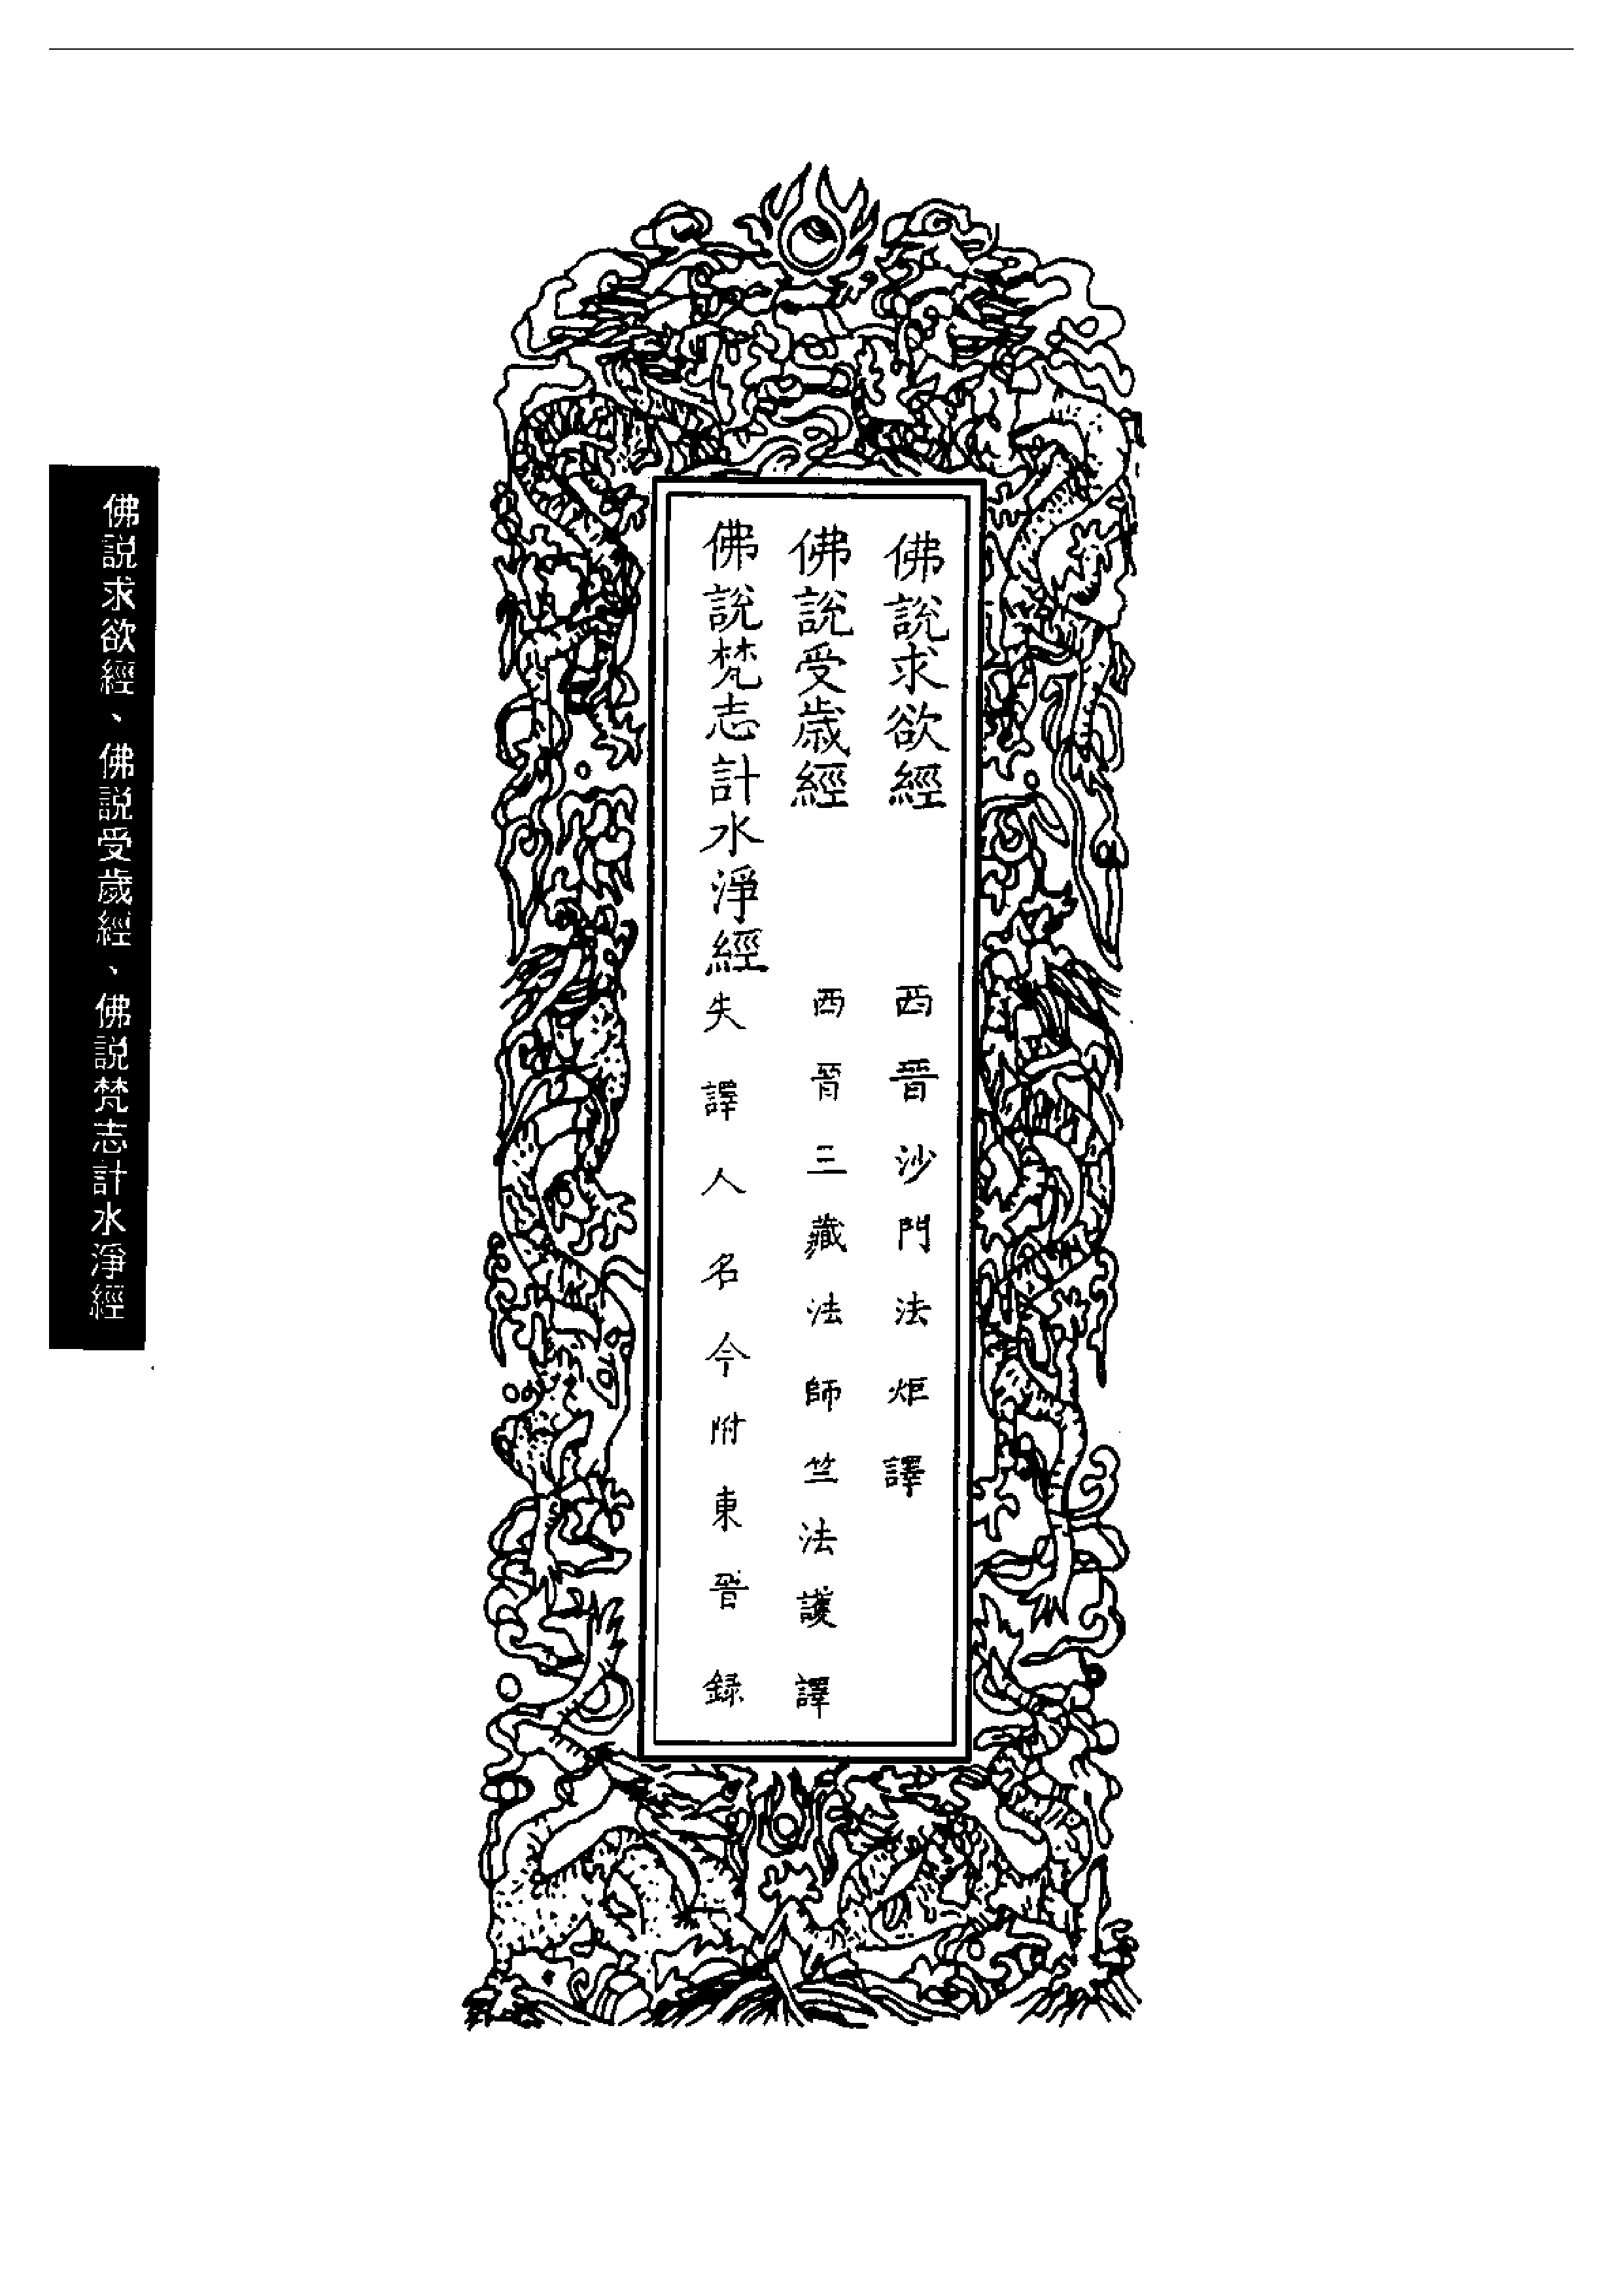 佛說求欲經 西晉沙門法炬譯
佛說受歲經 西晉三藏法師竺法護譯
佛說梵志計水淨經 失譯人名今附東晉錄
佛説求欲經、佛説受歲經、佛説梵志計水淨經